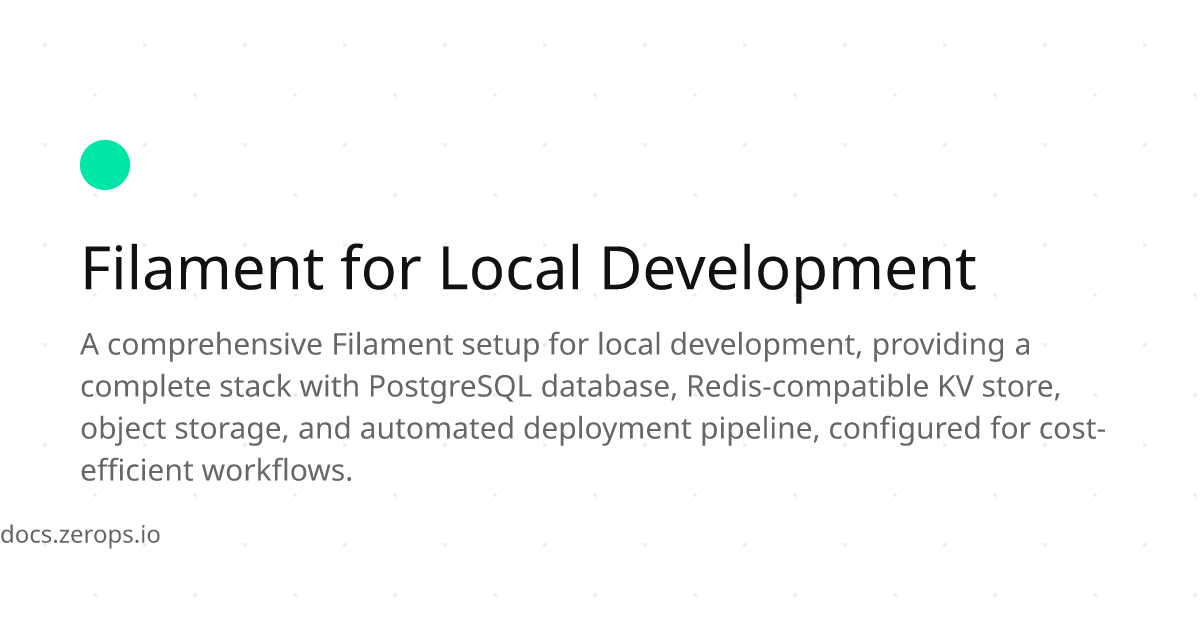 Filament for Local Development
A comprehensive Filament setup for local development, providing a
complete stack with PostgreSQL database, Redis-compatible KV store,
object storage, and automated deployment pipeline, configured for cost-
efficient workflows.
docs.zerops.io